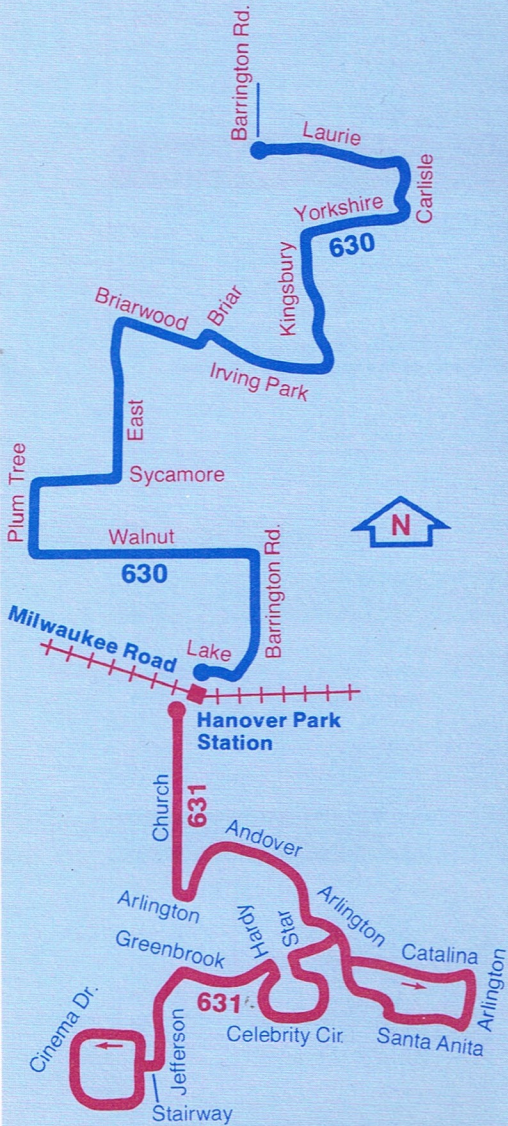 Barrington Rd.
Laurie
Carlisle
Yorkshire
630
Kingsbury
Briar
Briarwood
Irving Park
East
Sycamore
Plum Tree
Walnut
630
N
Barrington Rd.
Milwaukee Road
Lake
Hanover Park
Station
Church
631
Andover
Arlington
Arlington
Hardy
Star
Greenbrook
Catalina
Arlington
631
Celebrity Cir.
Santa Anita
Cinema Dr.
Jefferson
Stairway